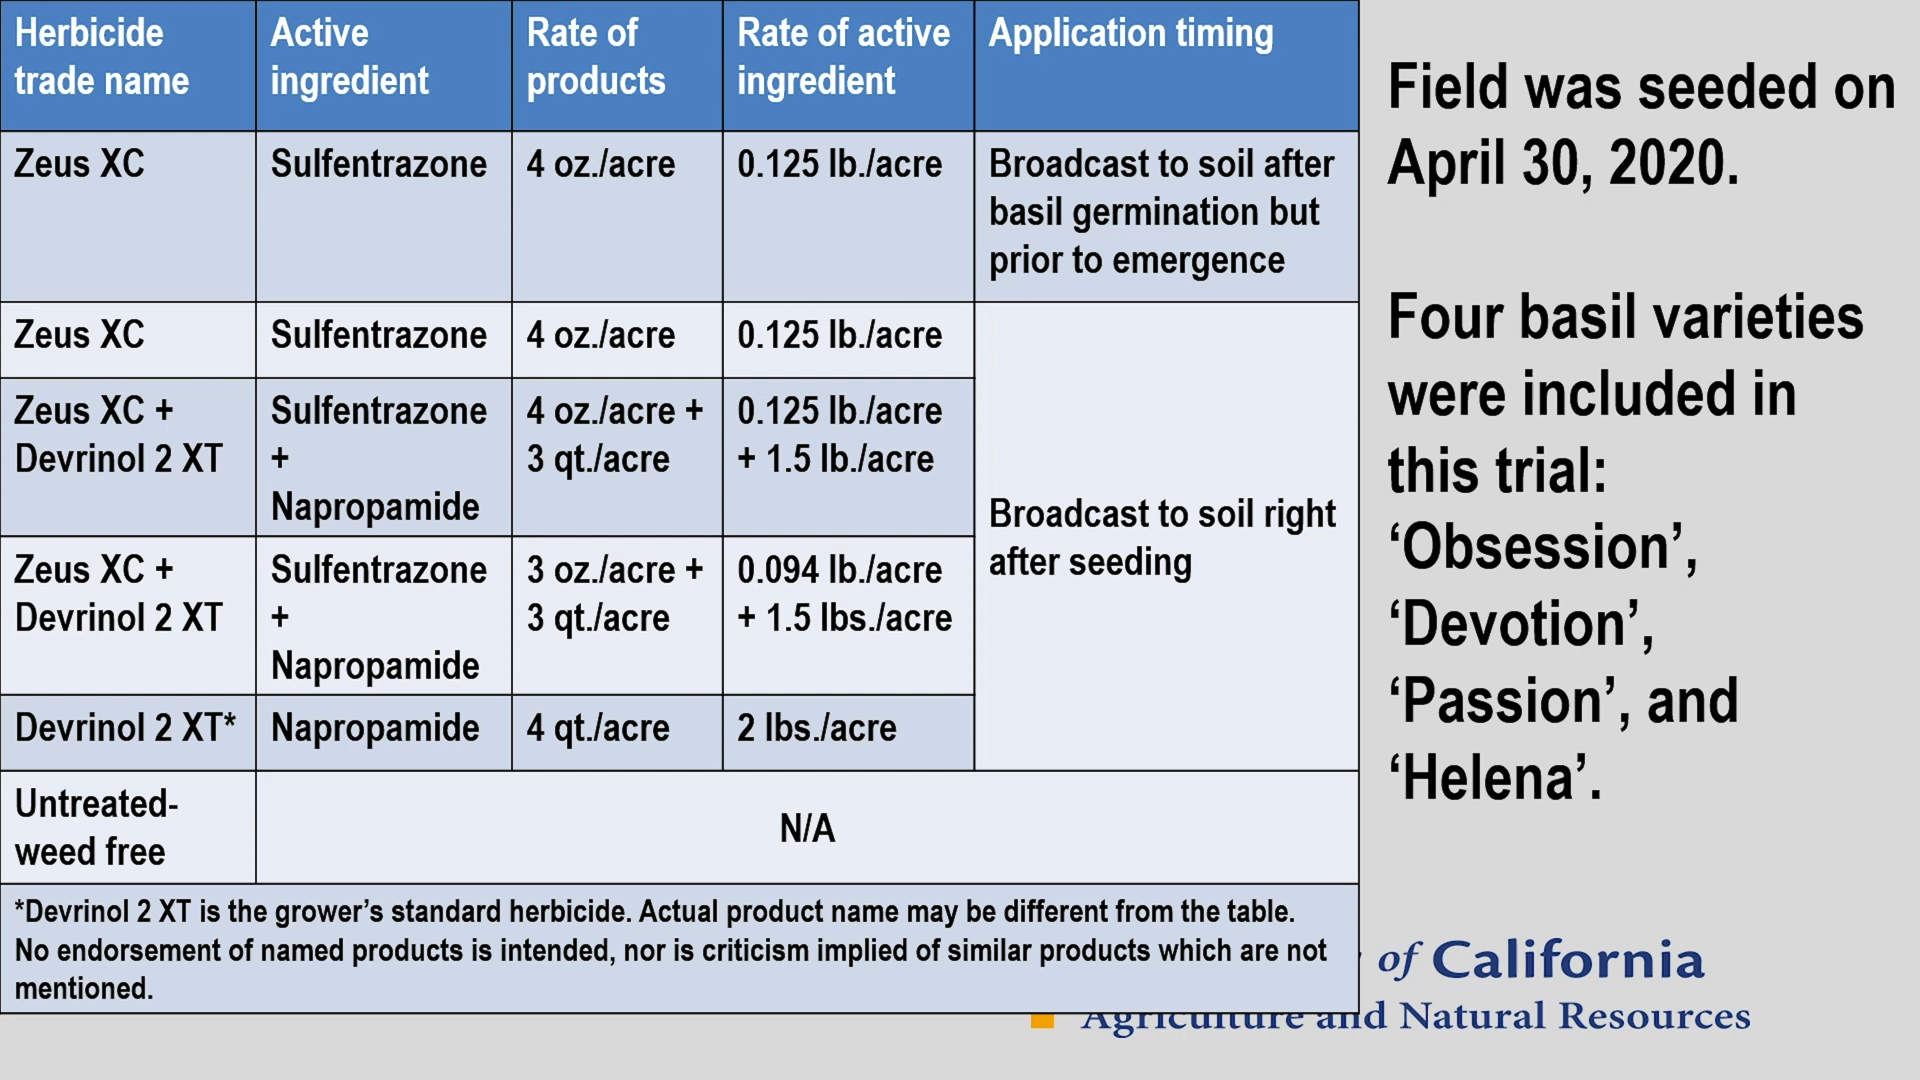 Herbicide trade name
Active ingredient
Rate of products
Rate of active ingredient
Application timing
Zeus XC
Sulfentrazone
4 oz./acre
0.125 lb./acre
Broadcast to soil after
basil germination but
prior to emergence
Zeus XC
Sulfentrazone
4 oz./acre
0.125 lb./acre
Zeus XC +
Devrinol 2 XT
Sulfentrazone
+
Napropamide
4 oz./acre +
3 qt./acre
0.125 lb./acre
+ 1.5 lb./acre
Broadcast to soil right
after seeding
Zeus XC +
Devrinol 2 XT
Sulfentrazone
+
Napropamide
3 oz./acre +
3 qt./acre
0.094 lb./acre
+ 1.5 lbs./acre
Devrinol 2 XT*
Napropamide
4 qt./acre
2 lbs./acre
Untreated-
weed free
N/A
*Devrinol 2 XT is the grower’s standard herbicide. Actual product name may be different from the table.
No endorsement of named products is intended, nor is criticism implied of similar products which are not
mentioned.
Field was seeded on
April 30, 2020.
Four basil varieties
were included in
this trial:
‘Obsession’,
‘Devotion’,
‘Passion’, and
‘Helena’.
of California
Agriculture and Natural Resources